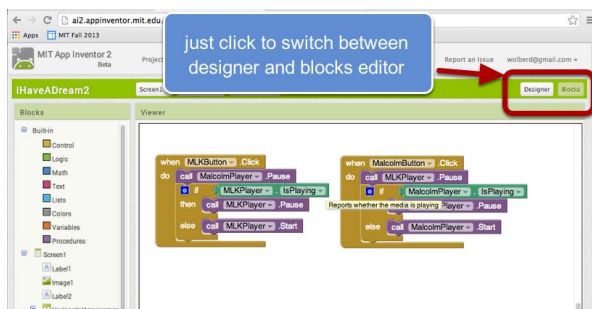 ai2.appinventor.mit.edu
Apps MIT Fall 2013
just click to switch between
designer and blocks editor
MIT App Inventor 2
Beta
Report an Issue wolberd@gmail.com
IHaveADream2
Designer Blocks
Blocks
Viewer
Built-in
Control
Logic
Math
Text
Lists
Colors
Variables
Procedures
Screen1
Label1
Image1
Label2
when MLKButton .Click
do call MalcolmPlayer .Pause
if MLKPlayer . IsPlaying
then call MLKPlayer .Pause
else call MLKPlayer .Start
when MalcolmButton .Click
do call MLKPlayer .Pause
if MalcolmPlayer . IsPlaying
Reports whether the media is playing Player .Pause
else call MalcolmPlayer .Start